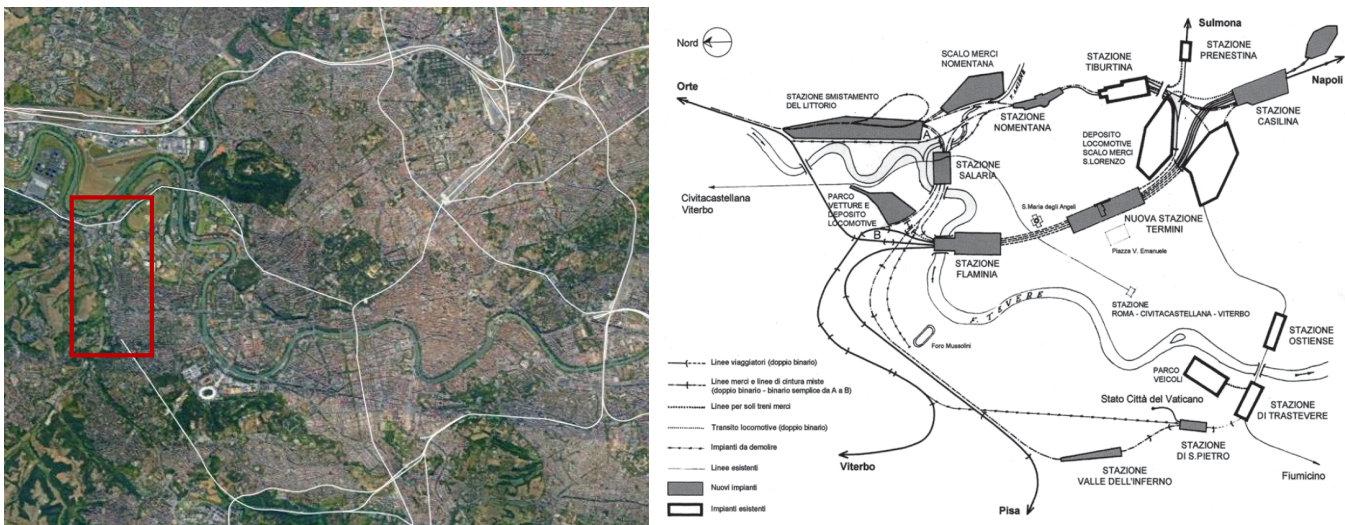 Nord
Orte
Civitacastellana
Viterbo
STAZIONE SMISTAMENTO
DEL LITTORIO
SCALO MERCI
NOMENTANA
STAZIONE
NOMENTANA
STAZIONE
TIBURTINA
Sulmona
STAZIONE
PRENESTINA
Napoli
STAZIONE
CASILINA
A
STAZIONE
SALARIA
DEPOSITO
LOCOMOTIVE
SCALO MERCI
S.LORENZO
PARCO
VETTURE E
DEPOSITO
LOCOMOTIVE
B
S.Maria degli Angeli
NUOVA STAZIONE
TERMINI
Piazza V. Emanuele
STAZIONE
FLAMINIA
F. TEVERE
STAZIONE
ROMA - CIVITACASTELLANA - VITERBO
Foro Mussolini
STAZIONE
OSTIENSE
PARCO
VEICOLI
Stato Città del Vaticano
STAZIONE
DI TRASTEVERE
STAZIONE
DI S.PIETRO
Fiumicino
STAZIONE
VALLE DELL'INFERNO
Viterbo
Pisa
Linee viaggiatori (doppio binario)
Linee merci e linee di cintura miste
(doppio binario - binario semplice da A a B)
Linee per soli treni merci
Transito locomotive (doppio binario)
Impianti da demolire
Linee esistenti
Nuovi impianti
Impianti esistenti